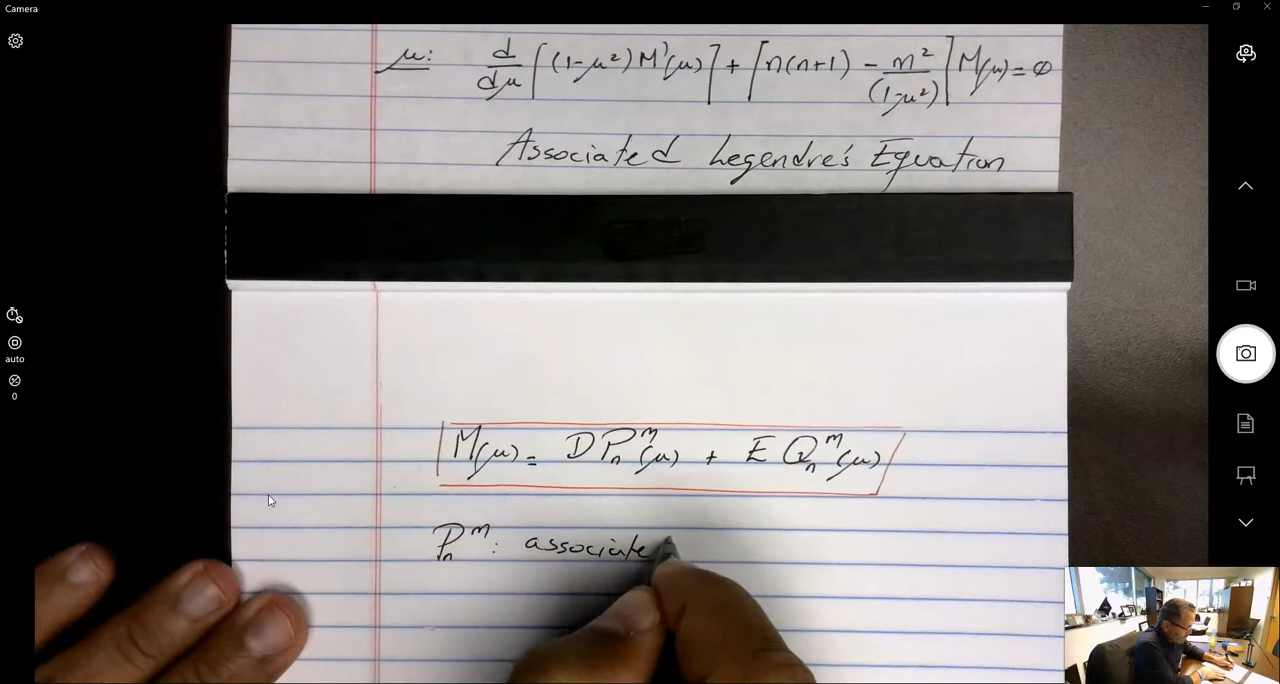 Camera
μ: d/dμ [(1-μ²)M'(μ)] + [n(n+1) - m²/(1-μ²)] M(μ) = 0
Associated Legendre's Equation
auto
0
M(μ) = D Pₙᵐ(μ) + E Qₙᵐ(μ)
Pₙᵐ: associate